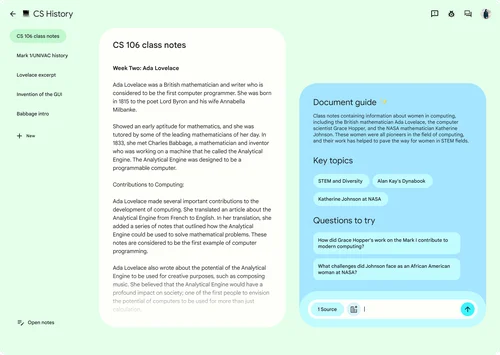 CS History
CS 106 class notes
Mark 1/UNIVAC history
Lovelace excerpt
Invention of the GUI
Babbage intro
New
Open notes
CS 106 class notes
Week Two: Ada Lovelace
Ada Lovelace was a British mathematician and writer who is
considered to be the first computer programmer. She was born
in 1815 to the poet Lord Byron and his wife Annabella
Milbanke.
Showed an early aptitude for mathematics, and she was
tutored by some of the leading mathematicians of her day. In
1833, she met Charles Babbage, a mathematician and inventor
who was working on a machine that he called the Analytical
Engine. The Analytical Engine was designed to be a
programmable computer.
Contributions to Computing:
Ada Lovelace made several important contributions to the
development of computing. She translated an article about the
Analytical Engine from French to English. In her translation, she
added a series of notes that outlined how the Analytical
Engine could be used to solve mathematical problems. These
notes are considered to be the first example of computer
programming.
Ada Lovelace also wrote about the potential of the Analytical
Engine to be used for creative purposes, such as composing
music. She believed that the Analytical Engine would have a
profound impact on society; one of the first people to envision
the potential of computers to be used for more than just
calculation.
Document guide
Class notes containing information about women in computing,
including the British mathematician Ada Lovelace, the computer
scientist Grace Hopper, and the NASA mathematician Katherine
Johnson. These women were all pioneers in the field of computing,
and their work has helped to pave the way for women in STEM fields.
Key topics
STEM and Diversity
Alan Kay's Dynabook
Katherine Johnson at NASA
Questions to try
How did Grace Hopper's work on the Mark I contribute to
modern computing?
What challenges did Johnson face as an African American
woman at NASA?
1 Source